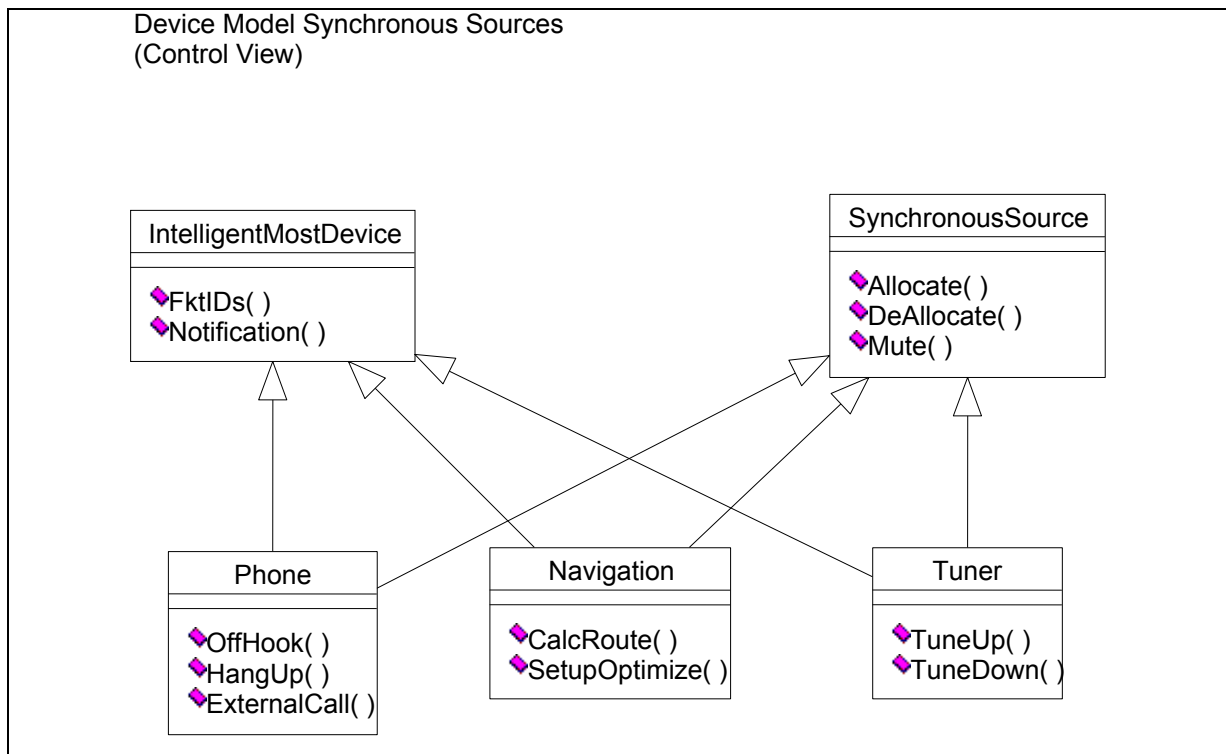 Device Model Synchronous Sources
(Control View)
IntelligentMostDevice
FktIDs( )
Notification( )
SynchronousSource
Allocate( )
DeAllocate( )
Mute( )
Phone
OffHook( )
HangUp( )
ExternalCall( )
Navigation
CalcRoute( )
SetupOptimize( )
Tuner
TuneUp( )
TuneDown( )